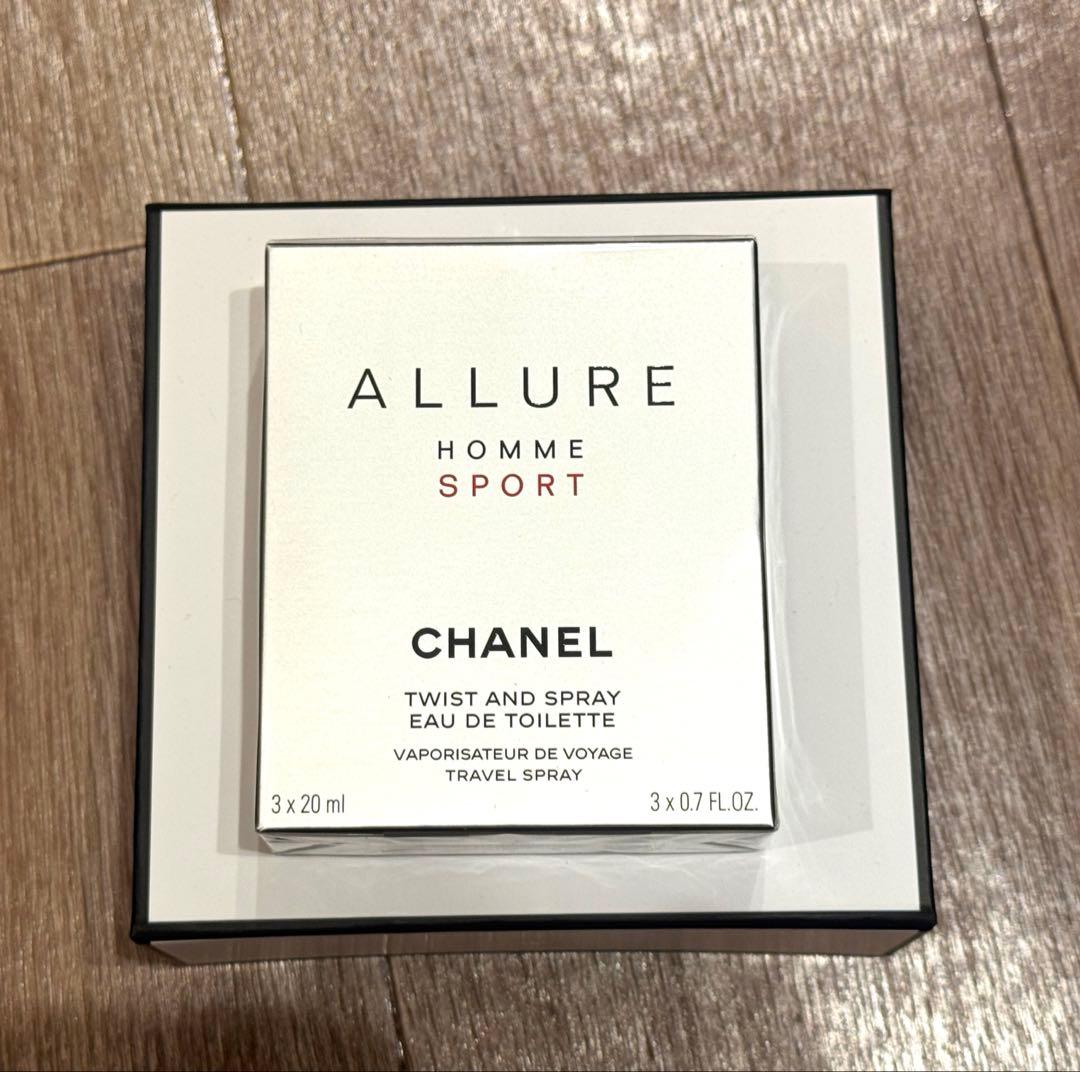 ALLURE
HOMME
SPORT
CHANEL
TWIST AND SPRAY
EAU DE TOILETTE
VAPORISATEUR DE VOYAGE
TRAVEL SPRAY
3 x 20 ml 3 x 0.7 FL.OZ.